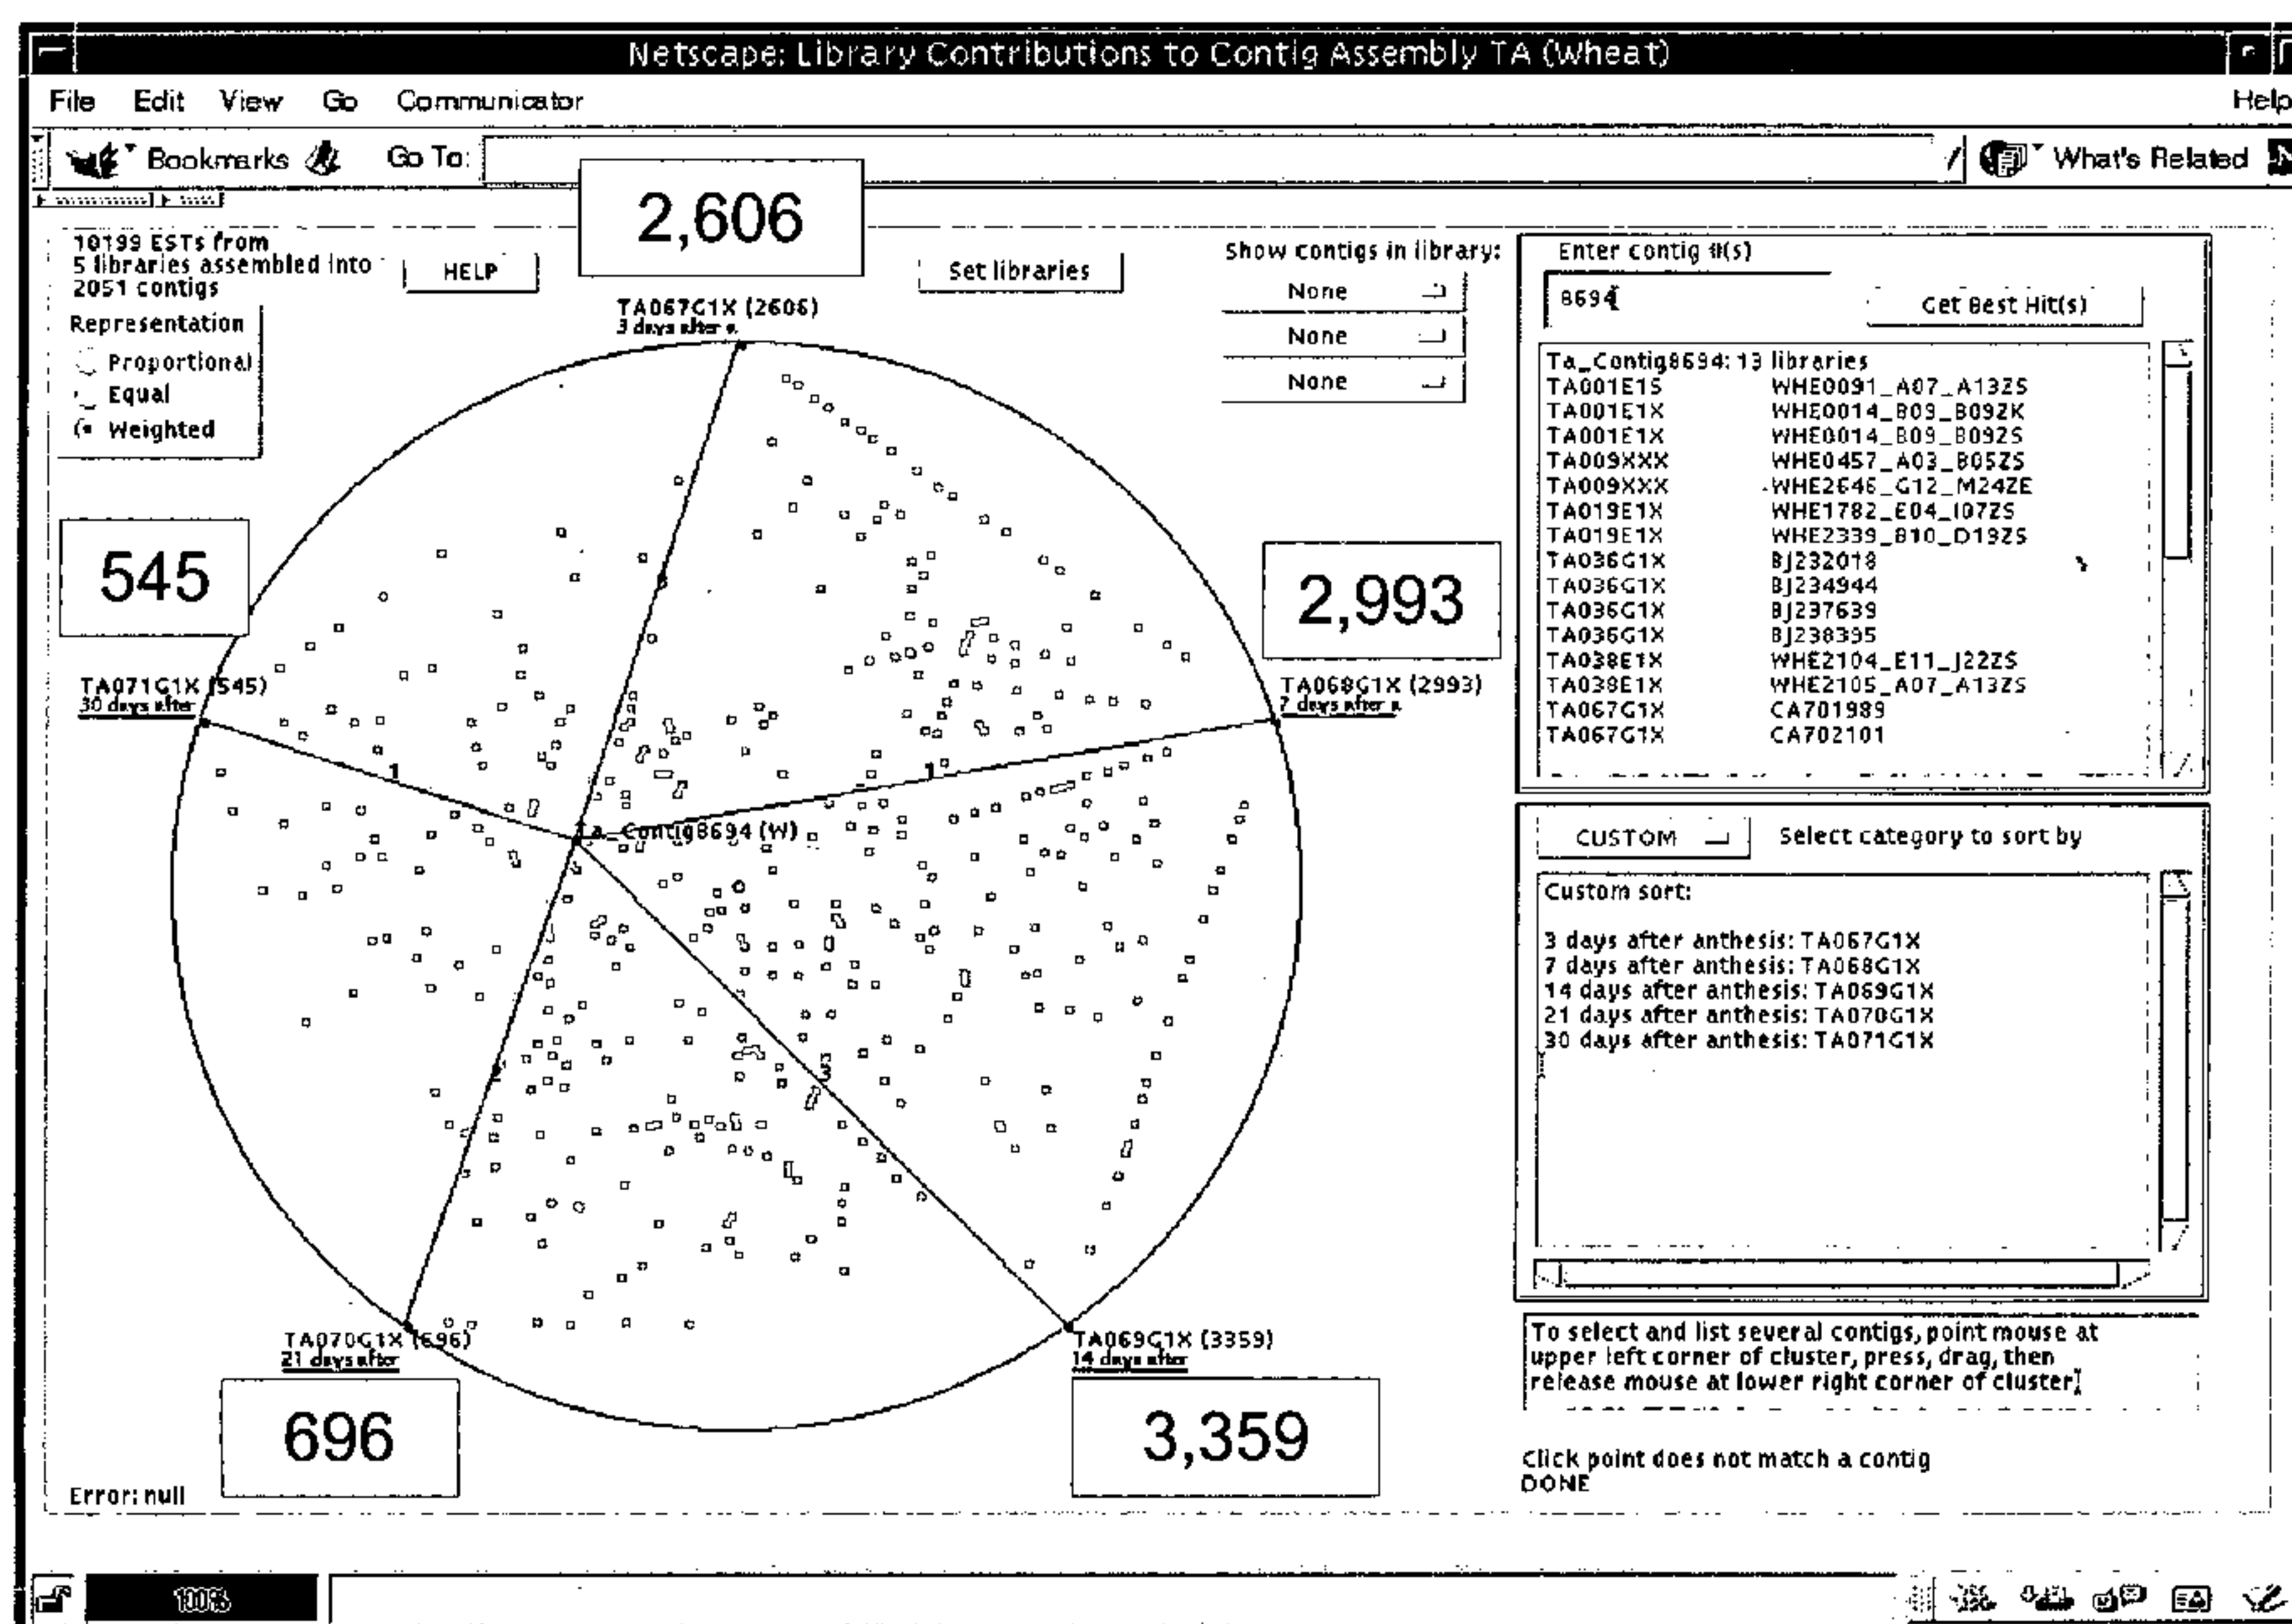 Netscape: Library Contributions to Contig Assembly TA (Wheat)
File Edit View Go Communicator Help
Bookmarks Go To: What's Related
2,606
10199 ESTs from
5 libraries assembled into
2051 contigs
HELP
Set libraries
Show contigs in library:
None
None
None
Representation
Proportional
Equal
Weighted
TA067G1X (2606)
3 days after a
545
2,993
TA071G1X (545)
30 days after
TA068G1X (2993)
7 days after a
1
1
Ta_Contig8694 (W)
3
TA070G1X (696)
21 days after
TA069G1X (3359)
14 days after
696
3,359
Error: null
Enter contig #(s)
8694
Get Best Hit(s)
Ta_Contig8694: 13 libraries
TA001E1S WHE0091_A07_A13ZS
TA001E1X WHE0014_B09_B09ZK
TA001E1X WHE0014_B09_B09ZS
TA009XXX WHE0457_A03_B05ZS
TA009XXX WHE2646_G12_M24ZE
TA019E1X WHE1782_E04_I07ZS
TA019E1X WHE2339_B10_D19ZS
TA036G1X BJ232018
TA036G1X BJ234944
TA036G1X BJ237639
TA036G1X BJ238395
TA038E1X WHE2104_E11_J22ZS
TA038E1X WHE2105_A07_A13ZS
TA067G1X CA701989
TA067G1X CA702101
CUSTOM Select category to sort by
Custom sort:
3 days after anthesis: TA067G1X
7 days after anthesis: TA068G1X
14 days after anthesis: TA069G1X
21 days after anthesis: TA070G1X
30 days after anthesis: TA071G1X
To select and list several contigs, point mouse at
upper left corner of cluster, press, drag, then
release mouse at lower right corner of cluster.
Click point does not match a contig
DONE
100%